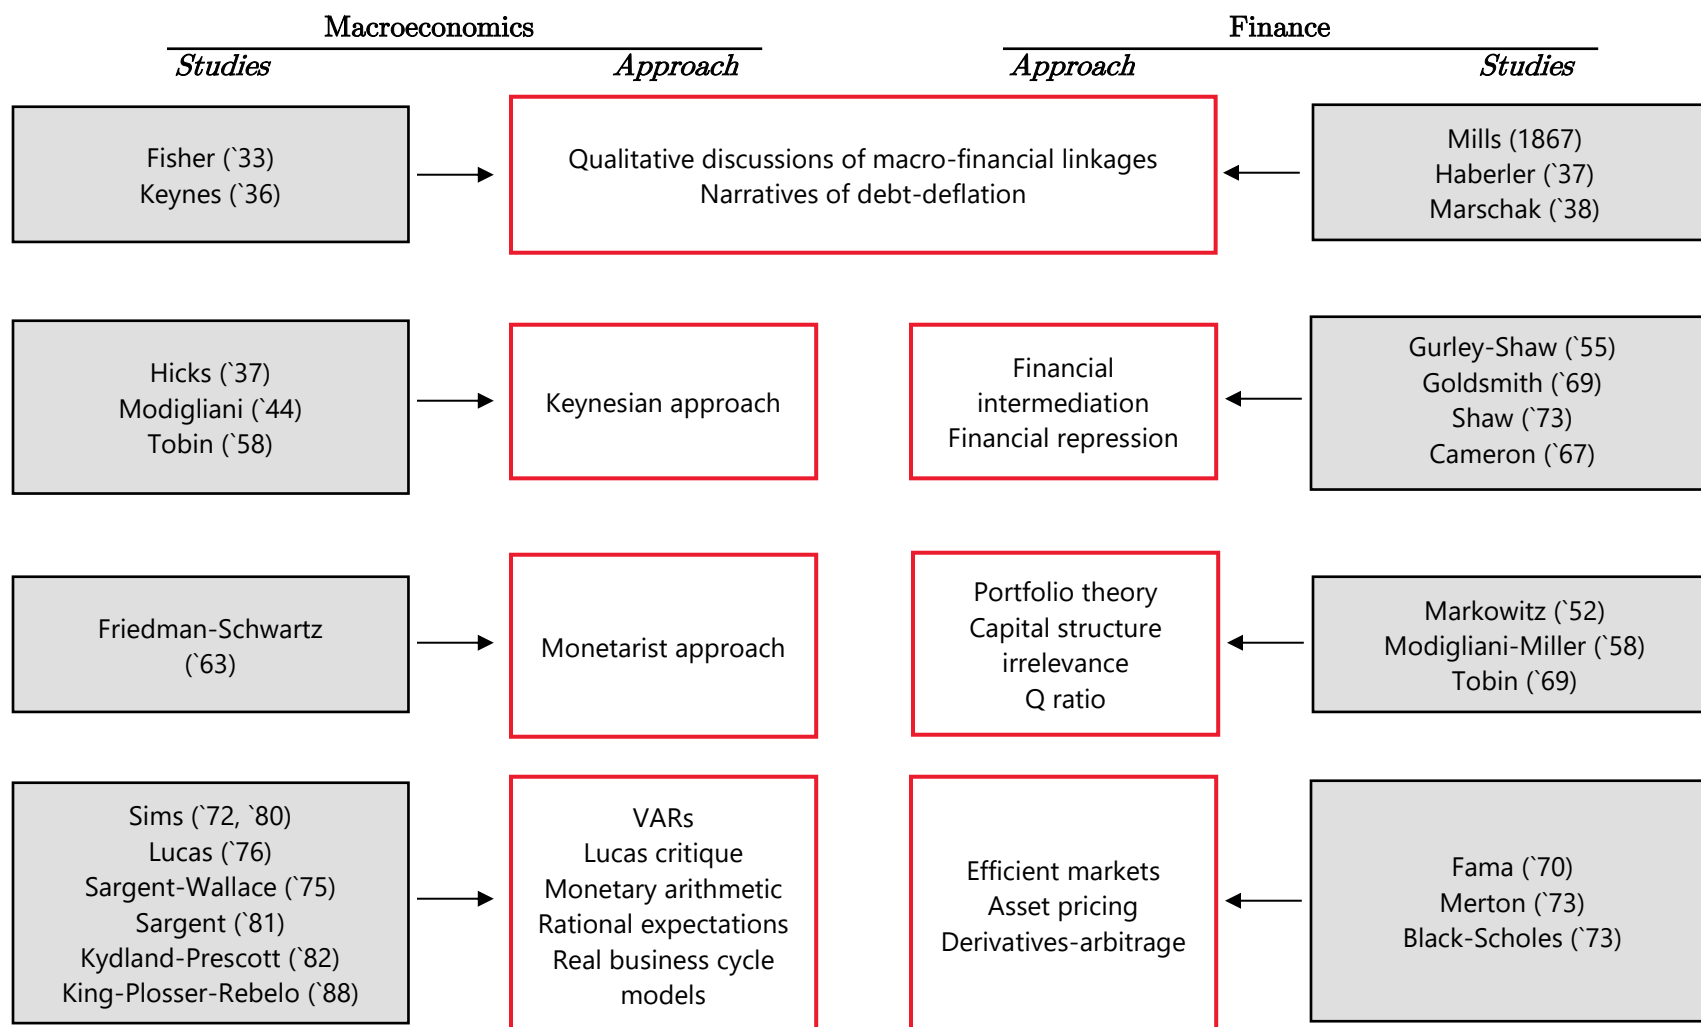 Macroeconomics
Finance
Studies
Approach
Approach
Studies
Fisher (`33)
Keynes (`36)
Qualitative discussions of macro-financial linkages
Narratives of debt-deflation
Mills (1867)
Haberler (`37)
Marschak (`38)
Hicks (`37)
Modigliani (`44)
Tobin (`58)
Keynesian approach
Financial
intermediation
Financial repression
Gurley-Shaw (`55)
Goldsmith (`69)
Shaw (`73)
Cameron (`67)
Friedman-Schwartz
(`63)
Monetarist approach
Portfolio theory
Capital structure
irrelevance
Q ratio
Markowitz (`52)
Modigliani-Miller (`58)
Tobin (`69)
Sims (`72, `80)
Lucas (`76)
Sargent-Wallace (`75)
Sargent (`81)
Kydland-Prescott (`82)
King-Plosser-Rebelo (`88)
VARs
Lucas critique
Monetary arithmetic
Rational expectations
Real business cycle
models
Efficient markets
Asset pricing
Derivatives-arbitrage
Fama (`70)
Merton (`73)
Black-Scholes (`73)